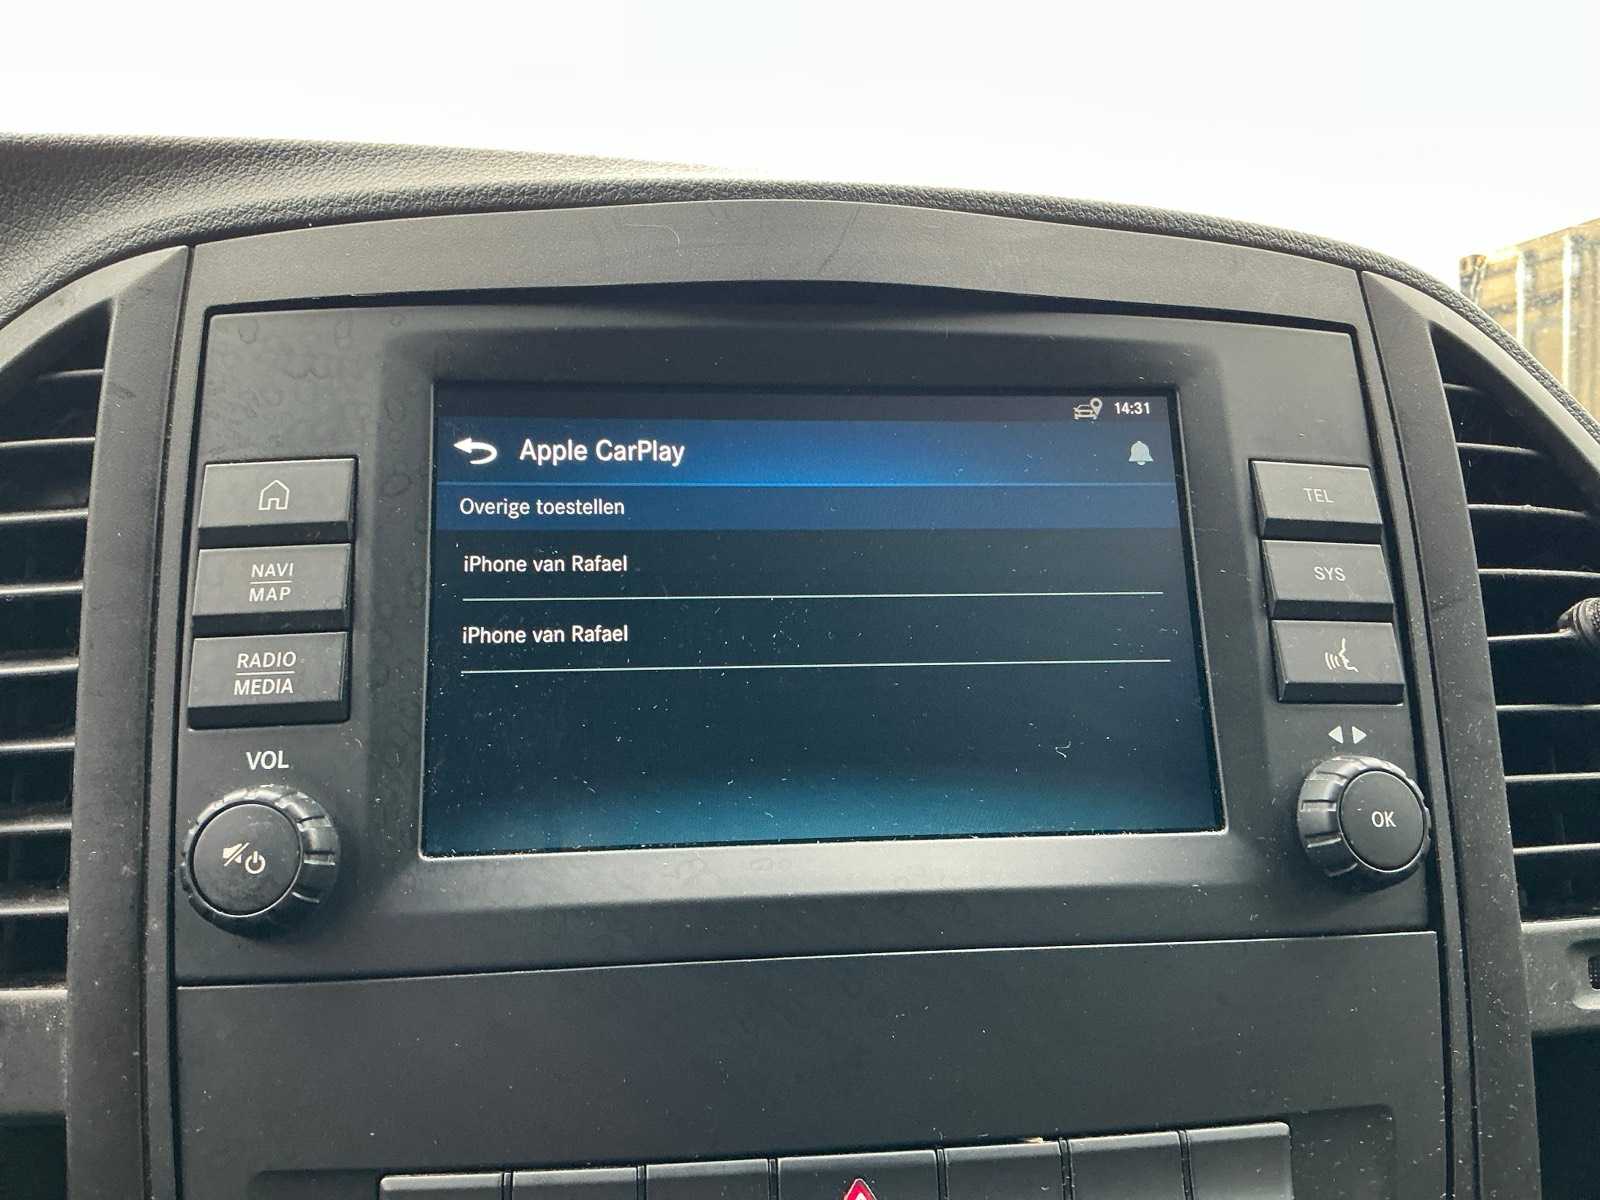 14:31
Apple CarPlay
Overige toestellen
iPhone van Rafael
iPhone van Rafael
NAVI
MAP
RADIO
MEDIA
VOL
TEL
SYS
OK